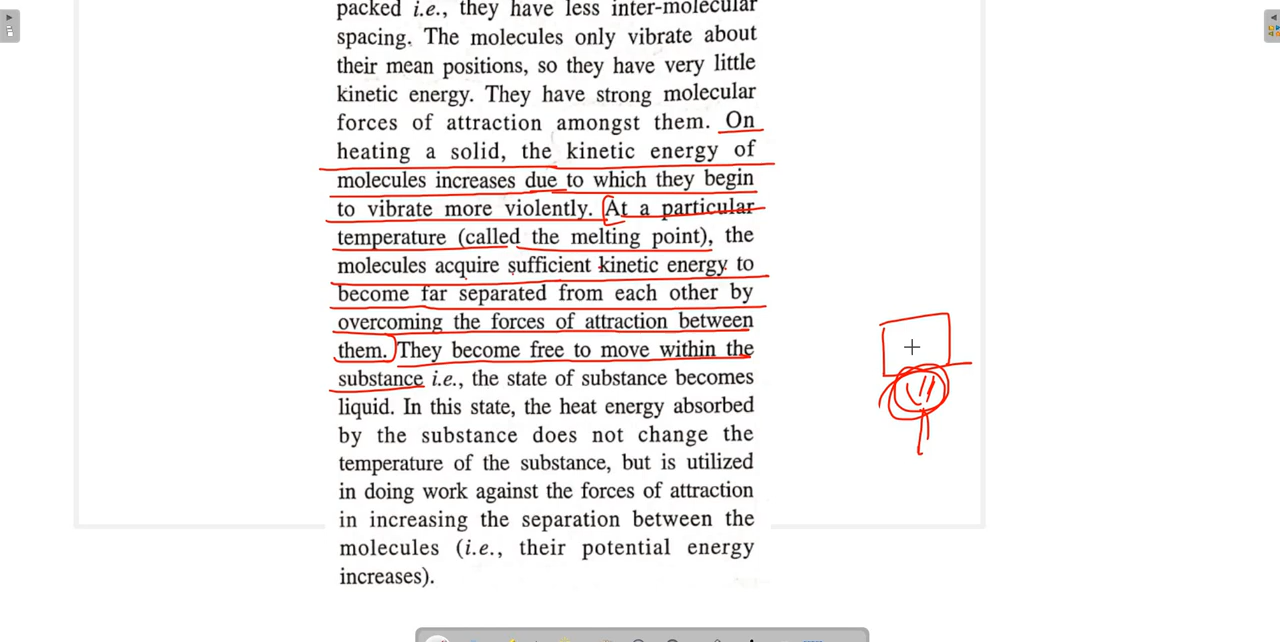 packed i.e., they have less inter-molecular
spacing. The molecules only vibrate about
their mean positions, so they have very little
kinetic energy. They have strong molecular
forces of attraction amongst them. On
heating a solid, the kinetic energy of
molecules increases due to which they begin
to vibrate more violently. At a particular
temperature (called the melting point), the
molecules acquire sufficient kinetic energy to
become far separated from each other by
overcoming the forces of attraction between
them. They become free to move within the
substance i.e., the state of substance becomes
liquid. In this state, the heat energy absorbed
by the substance does not change the
temperature of the substance, but is utilized
in doing work against the forces of attraction
in increasing the separation between the
molecules (i.e., their potential energy
increases).